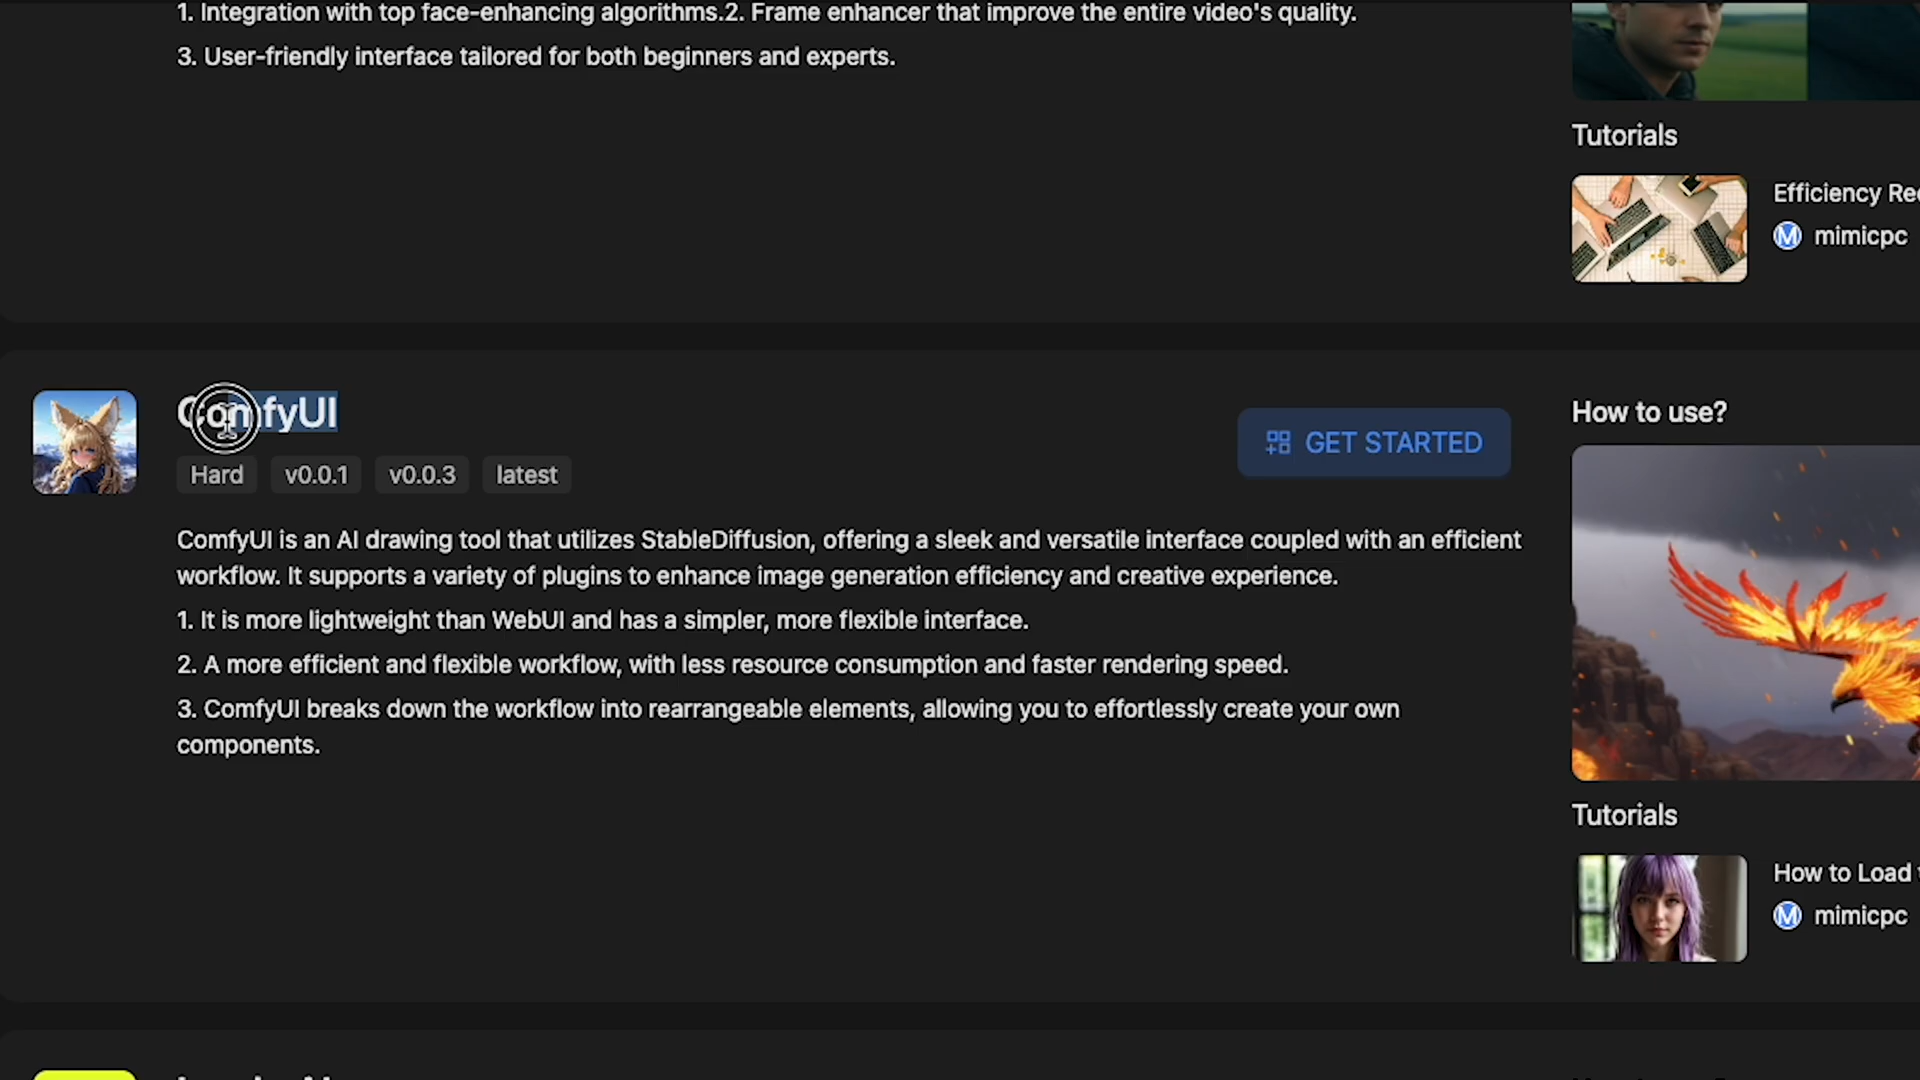 1. Integration with top face-enhancing algorithms.2. Frame enhancer that improve the entire video's quality.
3. User-friendly interface tailored for both beginners and experts.
Tutorials
Efficiency
mimicpc
ComfyUI
Hard v0.0.1 v0.0.3 latest
GET STARTED
ComfyUI is an AI drawing tool that utilizes StableDiffusion, offering a sleek and versatile interface coupled with an efficient
workflow. It supports a variety of plugins to enhance image generation efficiency and creative experience.
1. It is more lightweight than WebUI and has a simpler, more flexible interface.
2. A more efficient and flexible workflow, with less resource consumption and faster rendering speed.
3. ComfyUI breaks down the workflow into rearrangeable elements, allowing you to effortlessly create your own
components.
How to use?
Tutorials
How to Load
mimicpc